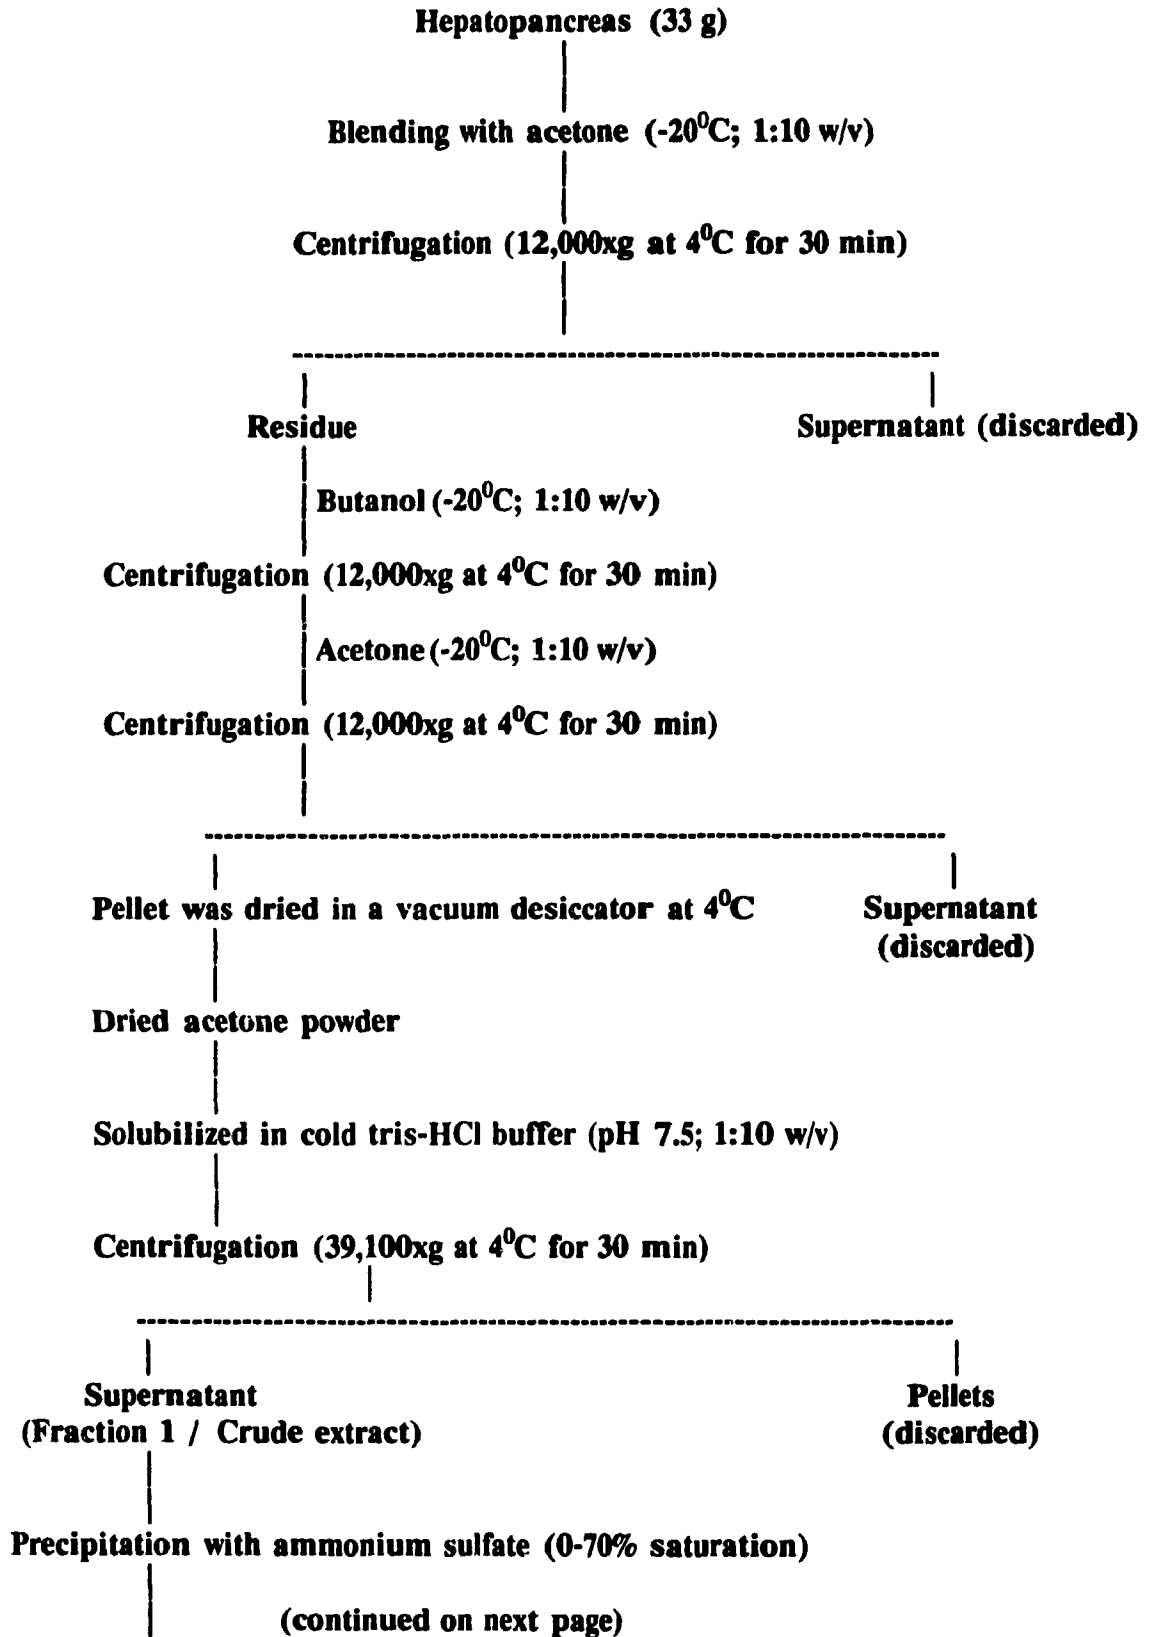 Hepatopancreas (33 g)
Blending with acetone (-20⁰C; 1:10 w/v)
Centrifugation (12,000xg at 4⁰C for 30 min)
Residue
Supernatant (discarded)
Butanol (-20⁰C; 1:10 w/v)
Centrifugation (12,000xg at 4⁰C for 30 min)
Acetone (-20⁰C; 1:10 w/v)
Centrifugation (12,000xg at 4⁰C for 30 min)
Pellet was dried in a vacuum desiccator at 4⁰C
Supernatant
(discarded)
Dried acetone powder
Solubilized in cold tris-HCl buffer (pH 7.5; 1:10 w/v)
Centrifugation (39,100xg at 4⁰C for 30 min)
Supernatant
(Fraction 1 / Crude extract)
Pellets
(discarded)
Precipitation with ammonium sulfate (0-70% saturation)
(continued on next page)